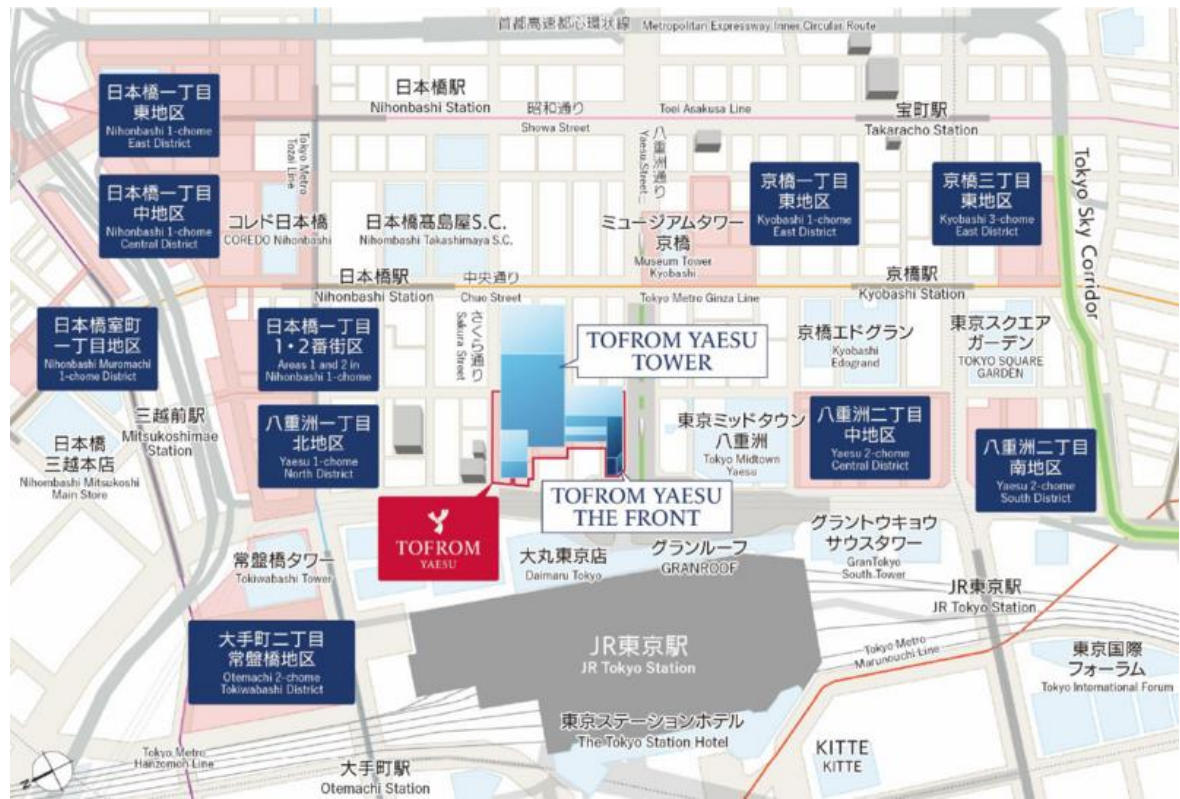 首都高速都心環状線 Metropolitan Expressway Inner Circular Route
日本橋一丁目
東地区
Nihonbashi 1-chome
East District
日本橋駅
Nihonbashi Station
昭和通り
Showa Street
Toei Asakusa Line
宝町駅
Takaracho Station
Tokyo Metro
Tozai Line
八重洲通り
Yaesu Street
日本橋一丁目
中地区
Nihonbashi 1-chome
Central District
コレド日本橋
COREDO Nihonbashi
日本橋髙島屋S.C.
Nihombashi Takashimaya S.C.
ミュージアムタワー
京橋
Museum Tower
Kyobashi
京橋一丁目
東地区
Kyobashi 1-chome
East District
京橋三丁目
東地区
Kyobashi 3-chome
East District
Tokyo Sky Corridor
日本橋駅
Nihonbashi Station
中央通り
Chuo Street
Tokyo Metro Ginza Line
京橋駅
Kyobashi Station
日本橋室町
一丁目地区
Nihonbashi Muromachi
1-chome District
日本橋一丁目
1・2番街区
Areas 1 and 2 in
Nihonbashi 1-chome
さくら通り
Sakura Street
TOFROM YAESU
TOWER
京橋エドグラン
Kyobashi
Edogrand
東京スクエア
ガーデン
TOKYO SQUARE
GARDEN
三越前駅
Mitsukoshimae
Station
日本橋
三越本店
Nihombashi Mitsukoshi
Main Store
八重洲一丁目
北地区
Yaesu 1-chome
North District
東京ミッドタウン
八重洲
Tokyo Midtown
Yaesu
八重洲二丁目
中地区
Yaesu 2-chome
Central District
八重洲二丁目
南地区
Yaesu 2-chome
South District
TOFROM
YAESU
TOFROM YAESU
THE FRONT
常盤橋タワー
Tokiwabashi Tower
大丸東京店
Daimaru Tokyo
グランルーフ
GRANROOF
グラントウキョウ
サウスタワー
GranTokyo
South Tower
JR東京駅
JR Tokyo Station
大手町二丁目
常盤橋地区
Otemachi 2-chome
Tokiwabashi District
JR東京駅
JR Tokyo Station
Tokyo Metro
Marunouchi Line
東京国際
フォーラム
Tokyo International Forum
東京ステーションホテル
The Tokyo Station Hotel
KITTE
KITTE
Tokyo Metro
Hanzomon Line
大手町駅
Otemachi Station
N